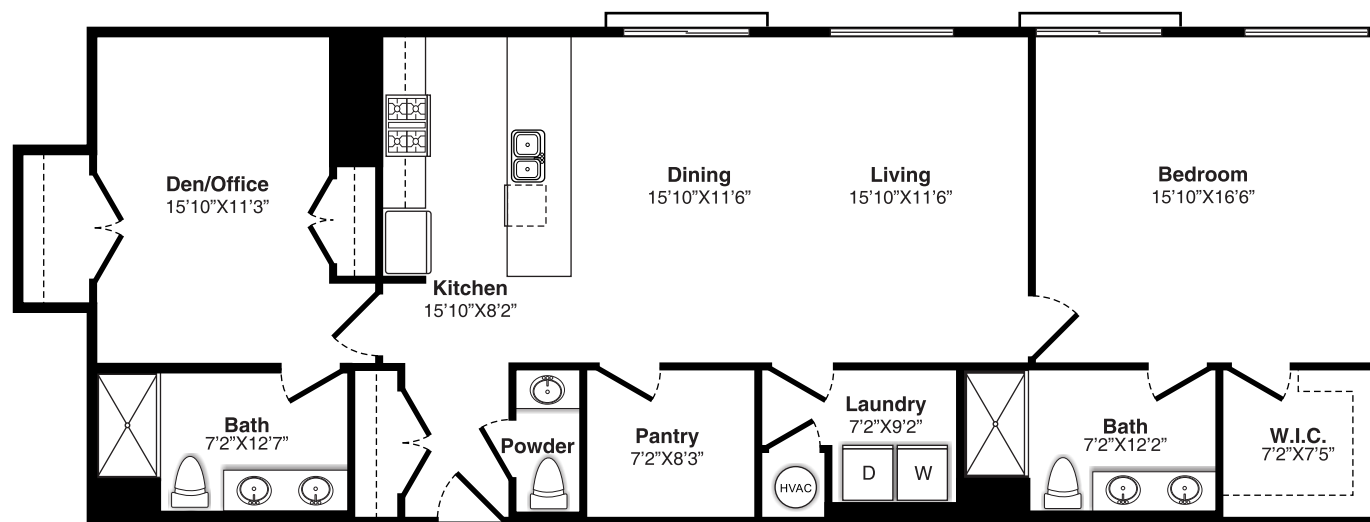 Den/Office
15’10”X11’3”
Dining
15’10”X11’6”
Living
15’10”X11’6”
Bedroom
15’10”X16’6”
Kitchen
15’10”X8’2”
Bath
7’2”X12’7”
Powder
Pantry
7’2”X8’3”
Laundry
7’2”X9’2”
HVAC
D
W
Bath
7’2”X12’2”
W.I.C.
7’2”X7’5”